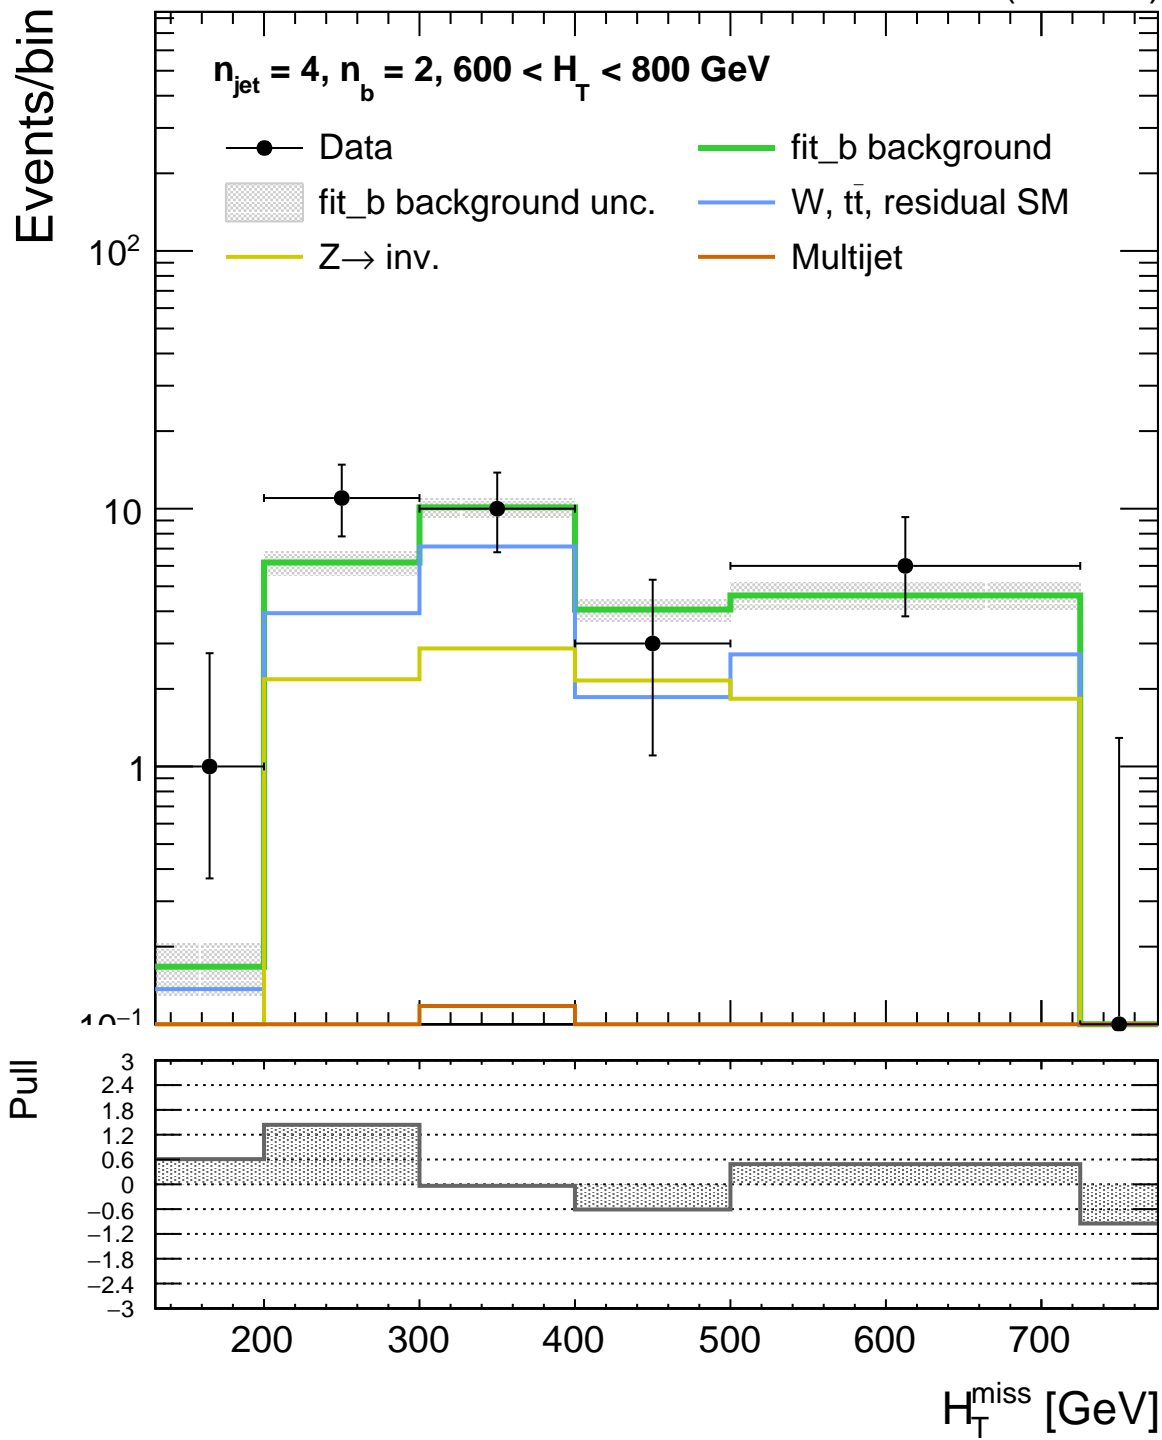 Events/bin
n_jet = 4, n_b = 2, 600 < H_T < 800 GeV
Data
fit_b background
fit_b background unc.
W, tt̄, residual SM
Z→ inv.
Multijet
10²
10
1
10⁻¹
Pull
3
2.4
1.8
1.2
0.6
0
−0.6
−1.2
−1.8
−2.4
−3
200 300 400 500 600 700
H_T^miss [GeV]